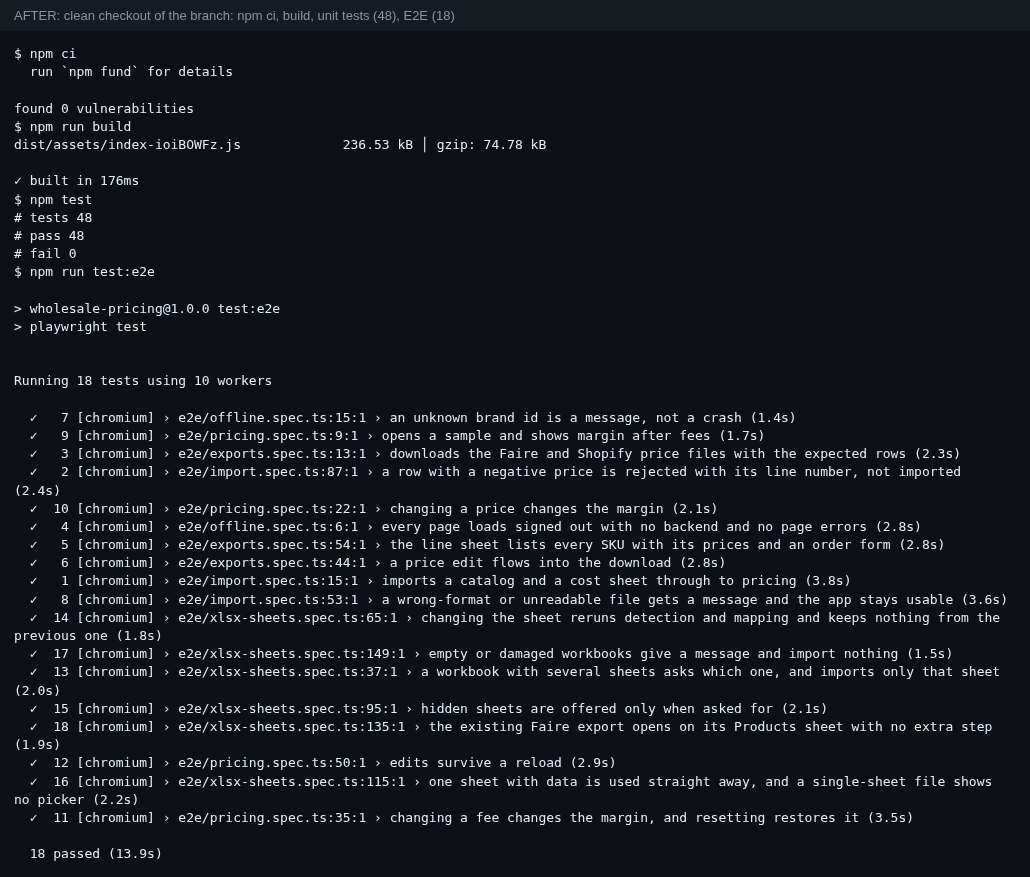 AFTER: clean checkout of the branch: npm ci, build, unit tests (48), E2E (18)
$ npm ci
run `npm fund` for details
found 0 vulnerabilities
$ npm run build
dist/assets/index-ioiBOWFz.js 236.53 kB │ gzip: 74.78 kB
✓ built in 176ms
$ npm test
# tests 48
# pass 48
# fail 0
$ npm run test:e2e
> wholesale-pricing@1.0.0 test:e2e
> playwright test
Running 18 tests using 10 workers
✓ 7 [chromium] › e2e/offline.spec.ts:15:1 › an unknown brand id is a message, not a crash (1.4s)
✓ 9 [chromium] › e2e/pricing.spec.ts:9:1 › opens a sample and shows margin after fees (1.7s)
✓ 3 [chromium] › e2e/exports.spec.ts:13:1 › downloads the Faire and Shopify price files with the expected rows (2.3s)
✓ 2 [chromium] › e2e/import.spec.ts:87:1 › a row with a negative price is rejected with its line number, not imported
(2.4s)
✓ 10 [chromium] › e2e/pricing.spec.ts:22:1 › changing a price changes the margin (2.1s)
✓ 4 [chromium] › e2e/offline.spec.ts:6:1 › every page loads signed out with no backend and no page errors (2.8s)
✓ 5 [chromium] › e2e/exports.spec.ts:54:1 › the line sheet lists every SKU with its prices and an order form (2.8s)
✓ 6 [chromium] › e2e/exports.spec.ts:44:1 › a price edit flows into the download (2.8s)
✓ 1 [chromium] › e2e/import.spec.ts:15:1 › imports a catalog and a cost sheet through to pricing (3.8s)
✓ 8 [chromium] › e2e/import.spec.ts:53:1 › a wrong-format or unreadable file gets a message and the app stays usable (3.6s)
✓ 14 [chromium] › e2e/xlsx-sheets.spec.ts:65:1 › changing the sheet reruns detection and mapping and keeps nothing from the
previous one (1.8s)
✓ 17 [chromium] › e2e/xlsx-sheets.spec.ts:149:1 › empty or damaged workbooks give a message and import nothing (1.5s)
✓ 13 [chromium] › e2e/xlsx-sheets.spec.ts:37:1 › a workbook with several sheets asks which one, and imports only that sheet
(2.0s)
✓ 15 [chromium] › e2e/xlsx-sheets.spec.ts:95:1 › hidden sheets are offered only when asked for (2.1s)
✓ 18 [chromium] › e2e/xlsx-sheets.spec.ts:135:1 › the existing Faire export opens on its Products sheet with no extra step
(1.9s)
✓ 12 [chromium] › e2e/pricing.spec.ts:50:1 › edits survive a reload (2.9s)
✓ 16 [chromium] › e2e/xlsx-sheets.spec.ts:115:1 › one sheet with data is used straight away, and a single-sheet file shows
no picker (2.2s)
✓ 11 [chromium] › e2e/pricing.spec.ts:35:1 › changing a fee changes the margin, and resetting restores it (3.5s)
18 passed (13.9s)